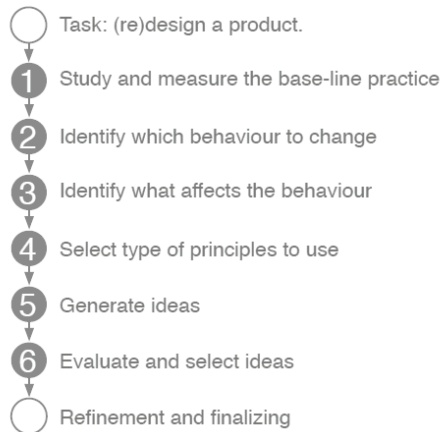 Task: (re)design a product.
1 Study and measure the base-line practice
2 Identify which behaviour to change
3 Identify what affects the behaviour
4 Select type of principles to use
5 Generate ideas
6 Evaluate and select ideas
Refinement and finalizing